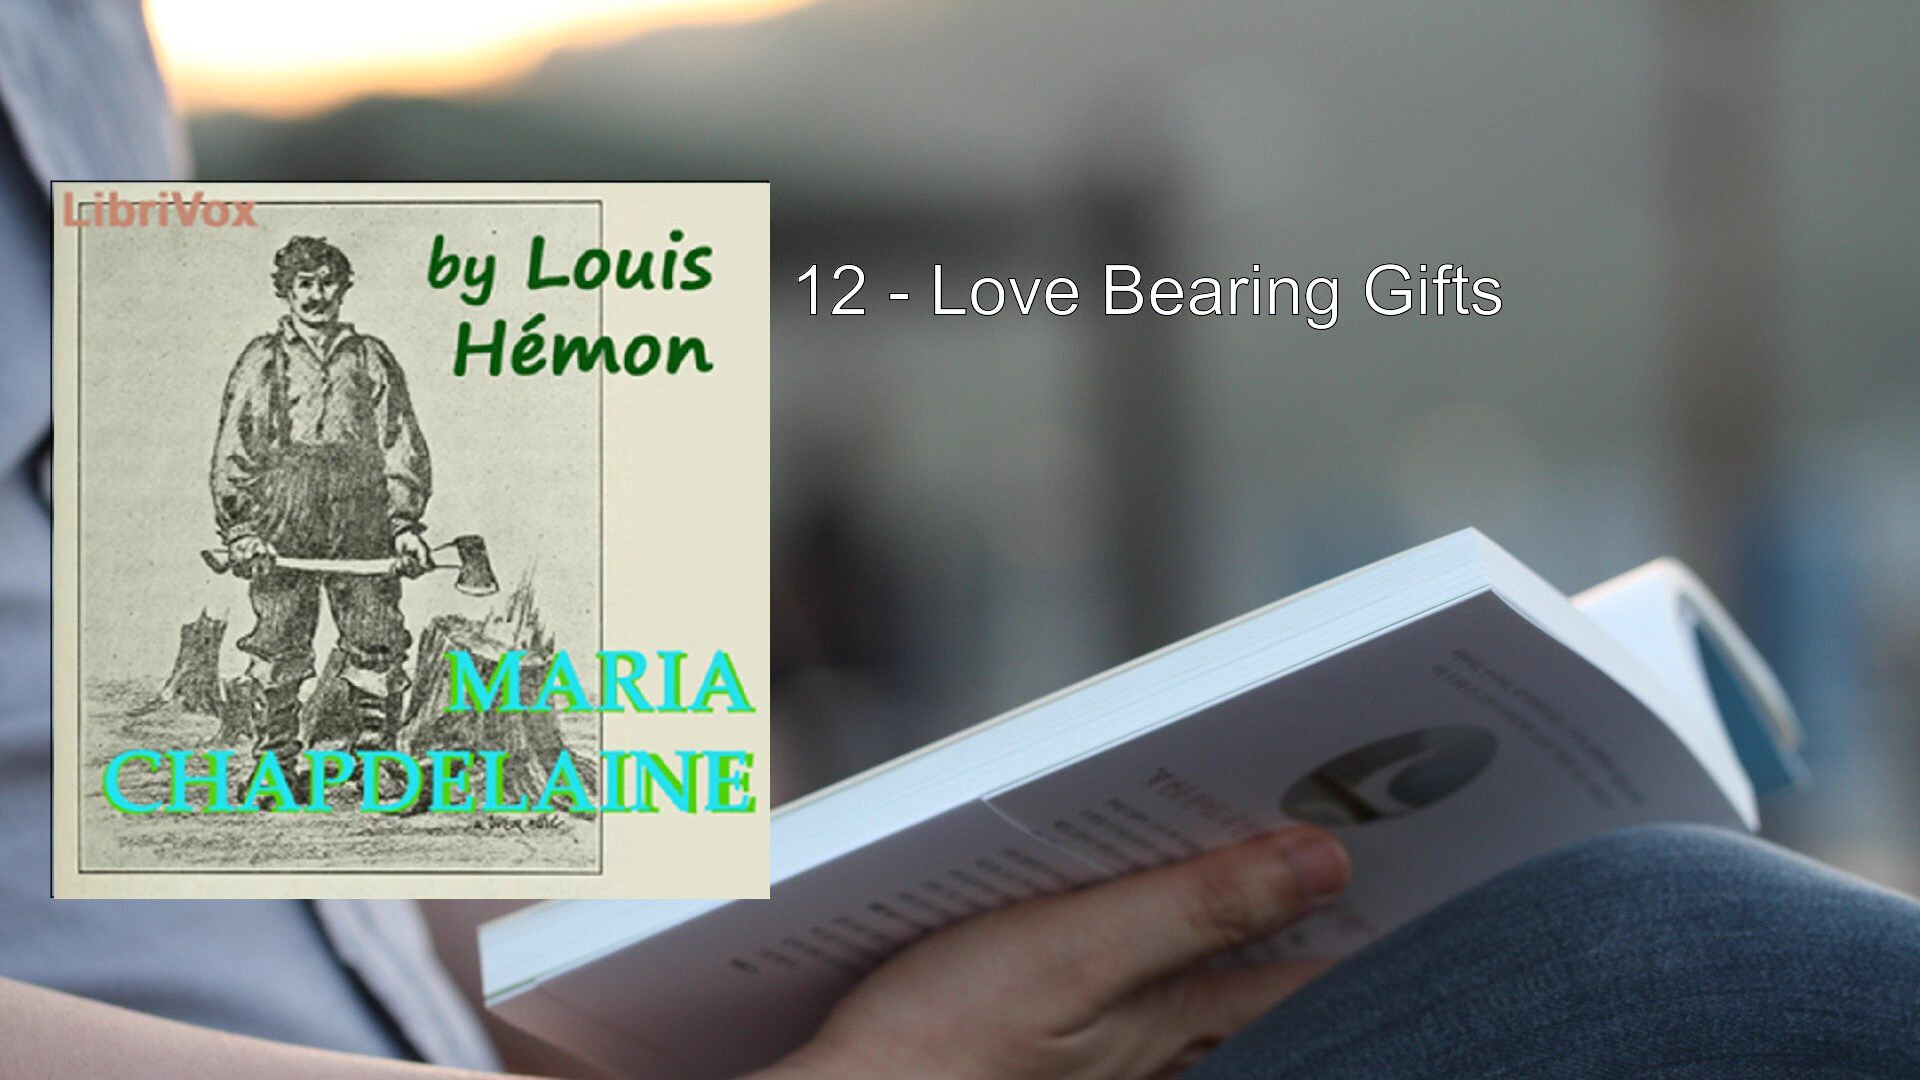 LibriVox
by Louis
Hémon
12 - Love Bearing Gifts
MARIA
CHAPDELAINE